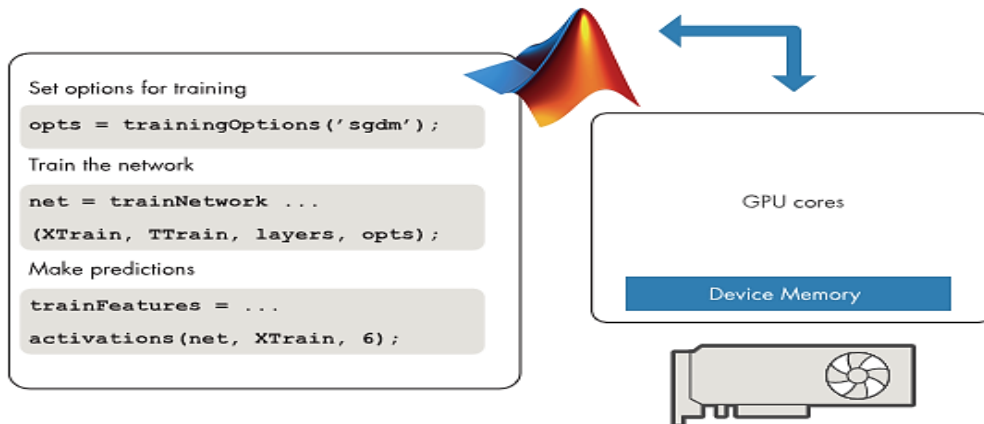 Set options for training
opts = trainingOptions('sgdm');
Train the network
net = trainNetwork ...
(XTrain, TTrain, layers, opts);
Make predictions
trainFeatures = ...
activations(net, XTrain, 6);
GPU cores
Device Memory